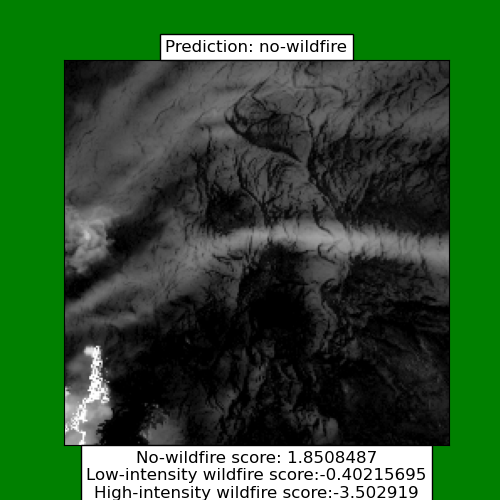 Prediction: no-wildfire
No-wildfire score: 1.8508487
Low-intensity wildfire score:-0.40215695
High-intensity wildfire score:-3.502919